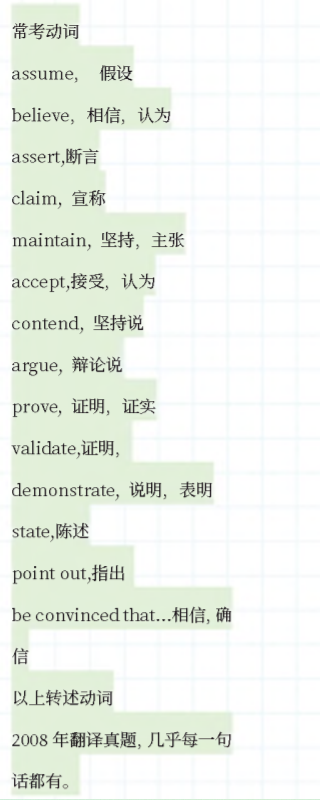 常考动词
assume， 假设
believe，相信，认为
assert,断言
claim，宣称
maintain，坚持，主张
accept,接受，认为
contend，坚持说
argue，辩论说
prove，证明，证实
validate,证明，
demonstrate，说明，表明
state,陈述
point out,指出
be convinced that...相信, 确
信
以上转述动词
2008 年翻译真题, 几乎每一句
话都有。